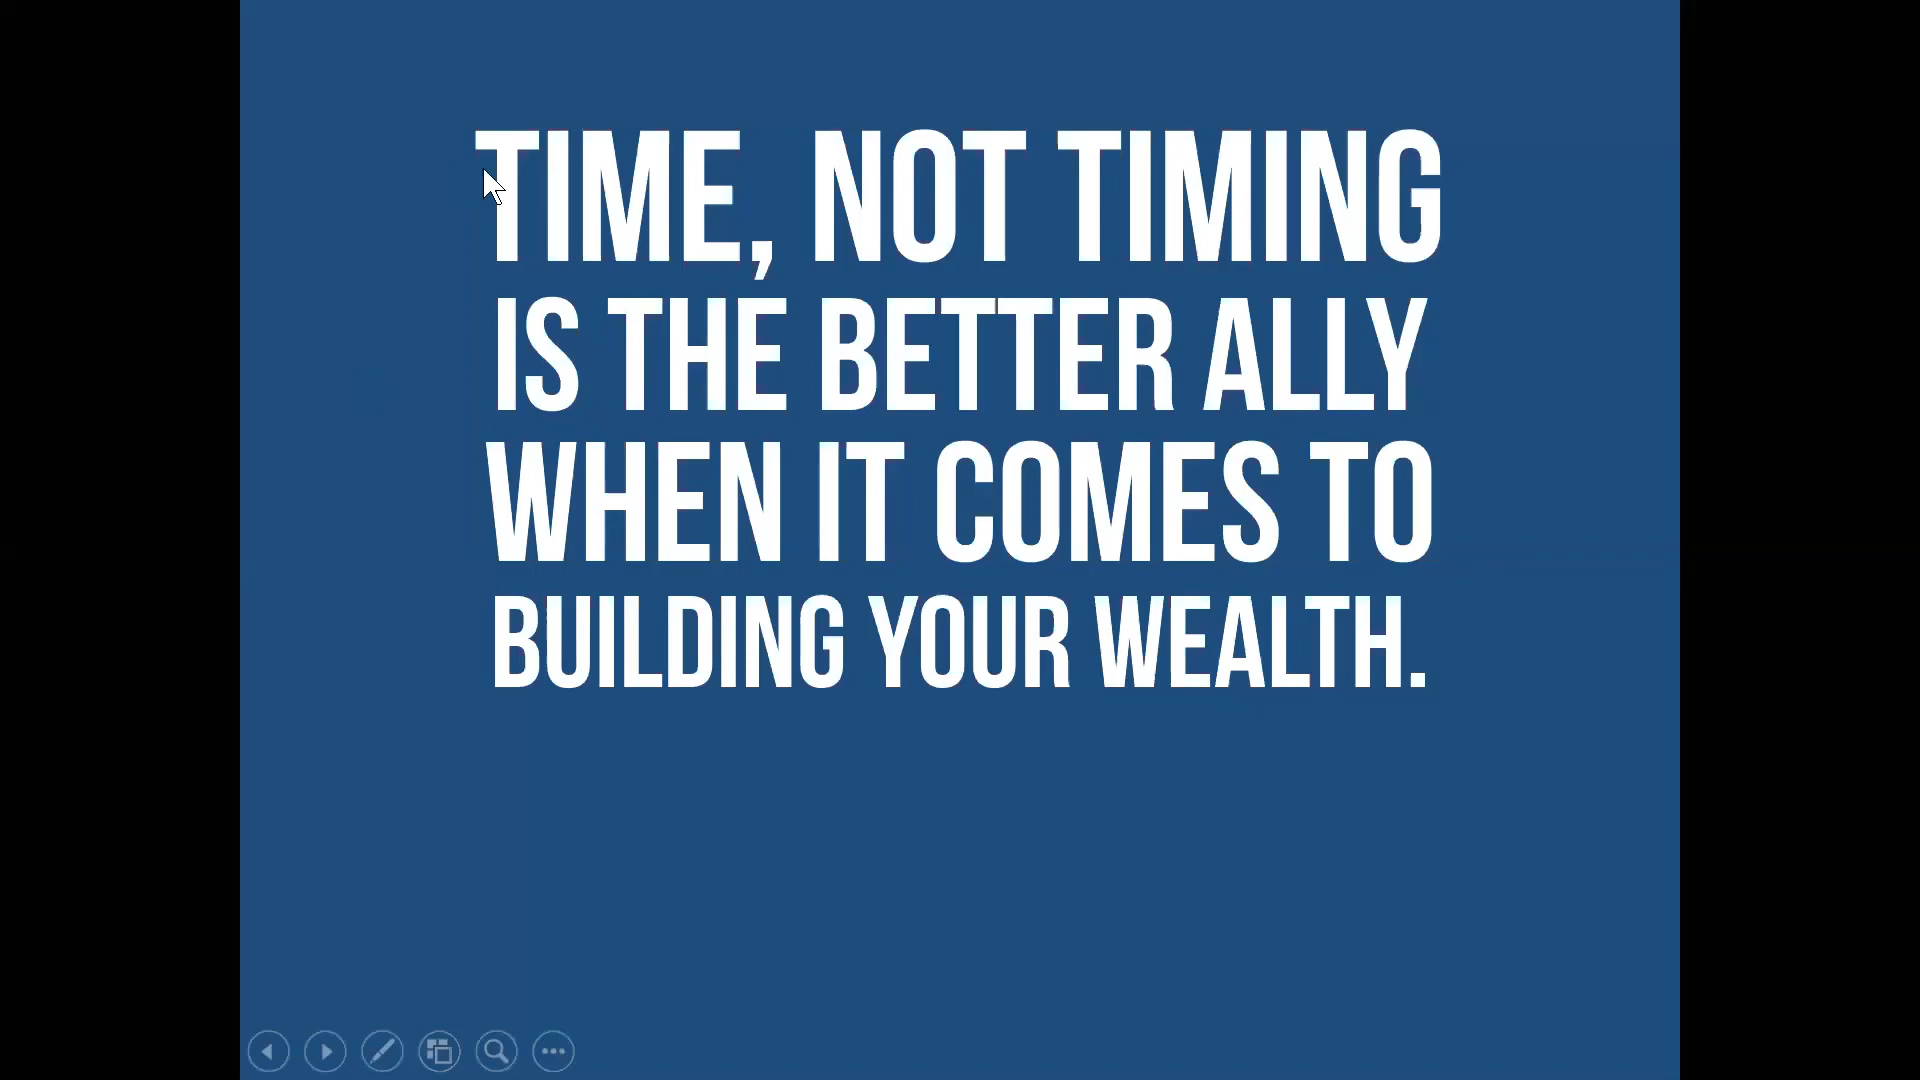 TIME, NOT TIMING
IS THE BETTER ALLY
WHEN IT COMES TO
BUILDING YOUR WEALTH.